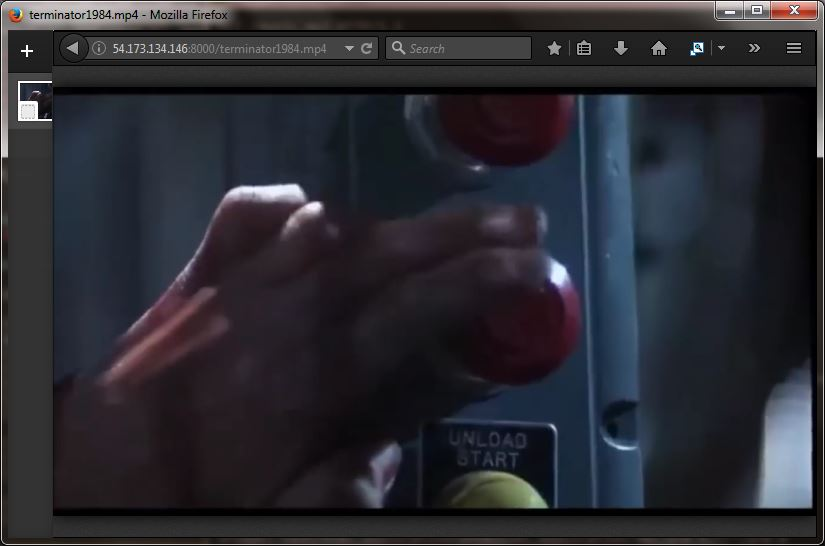 terminator1984.mp4 - Mozilla Firefox
54.173.134.146:8000/terminator1984.mp4
Search
UNLOAD
START